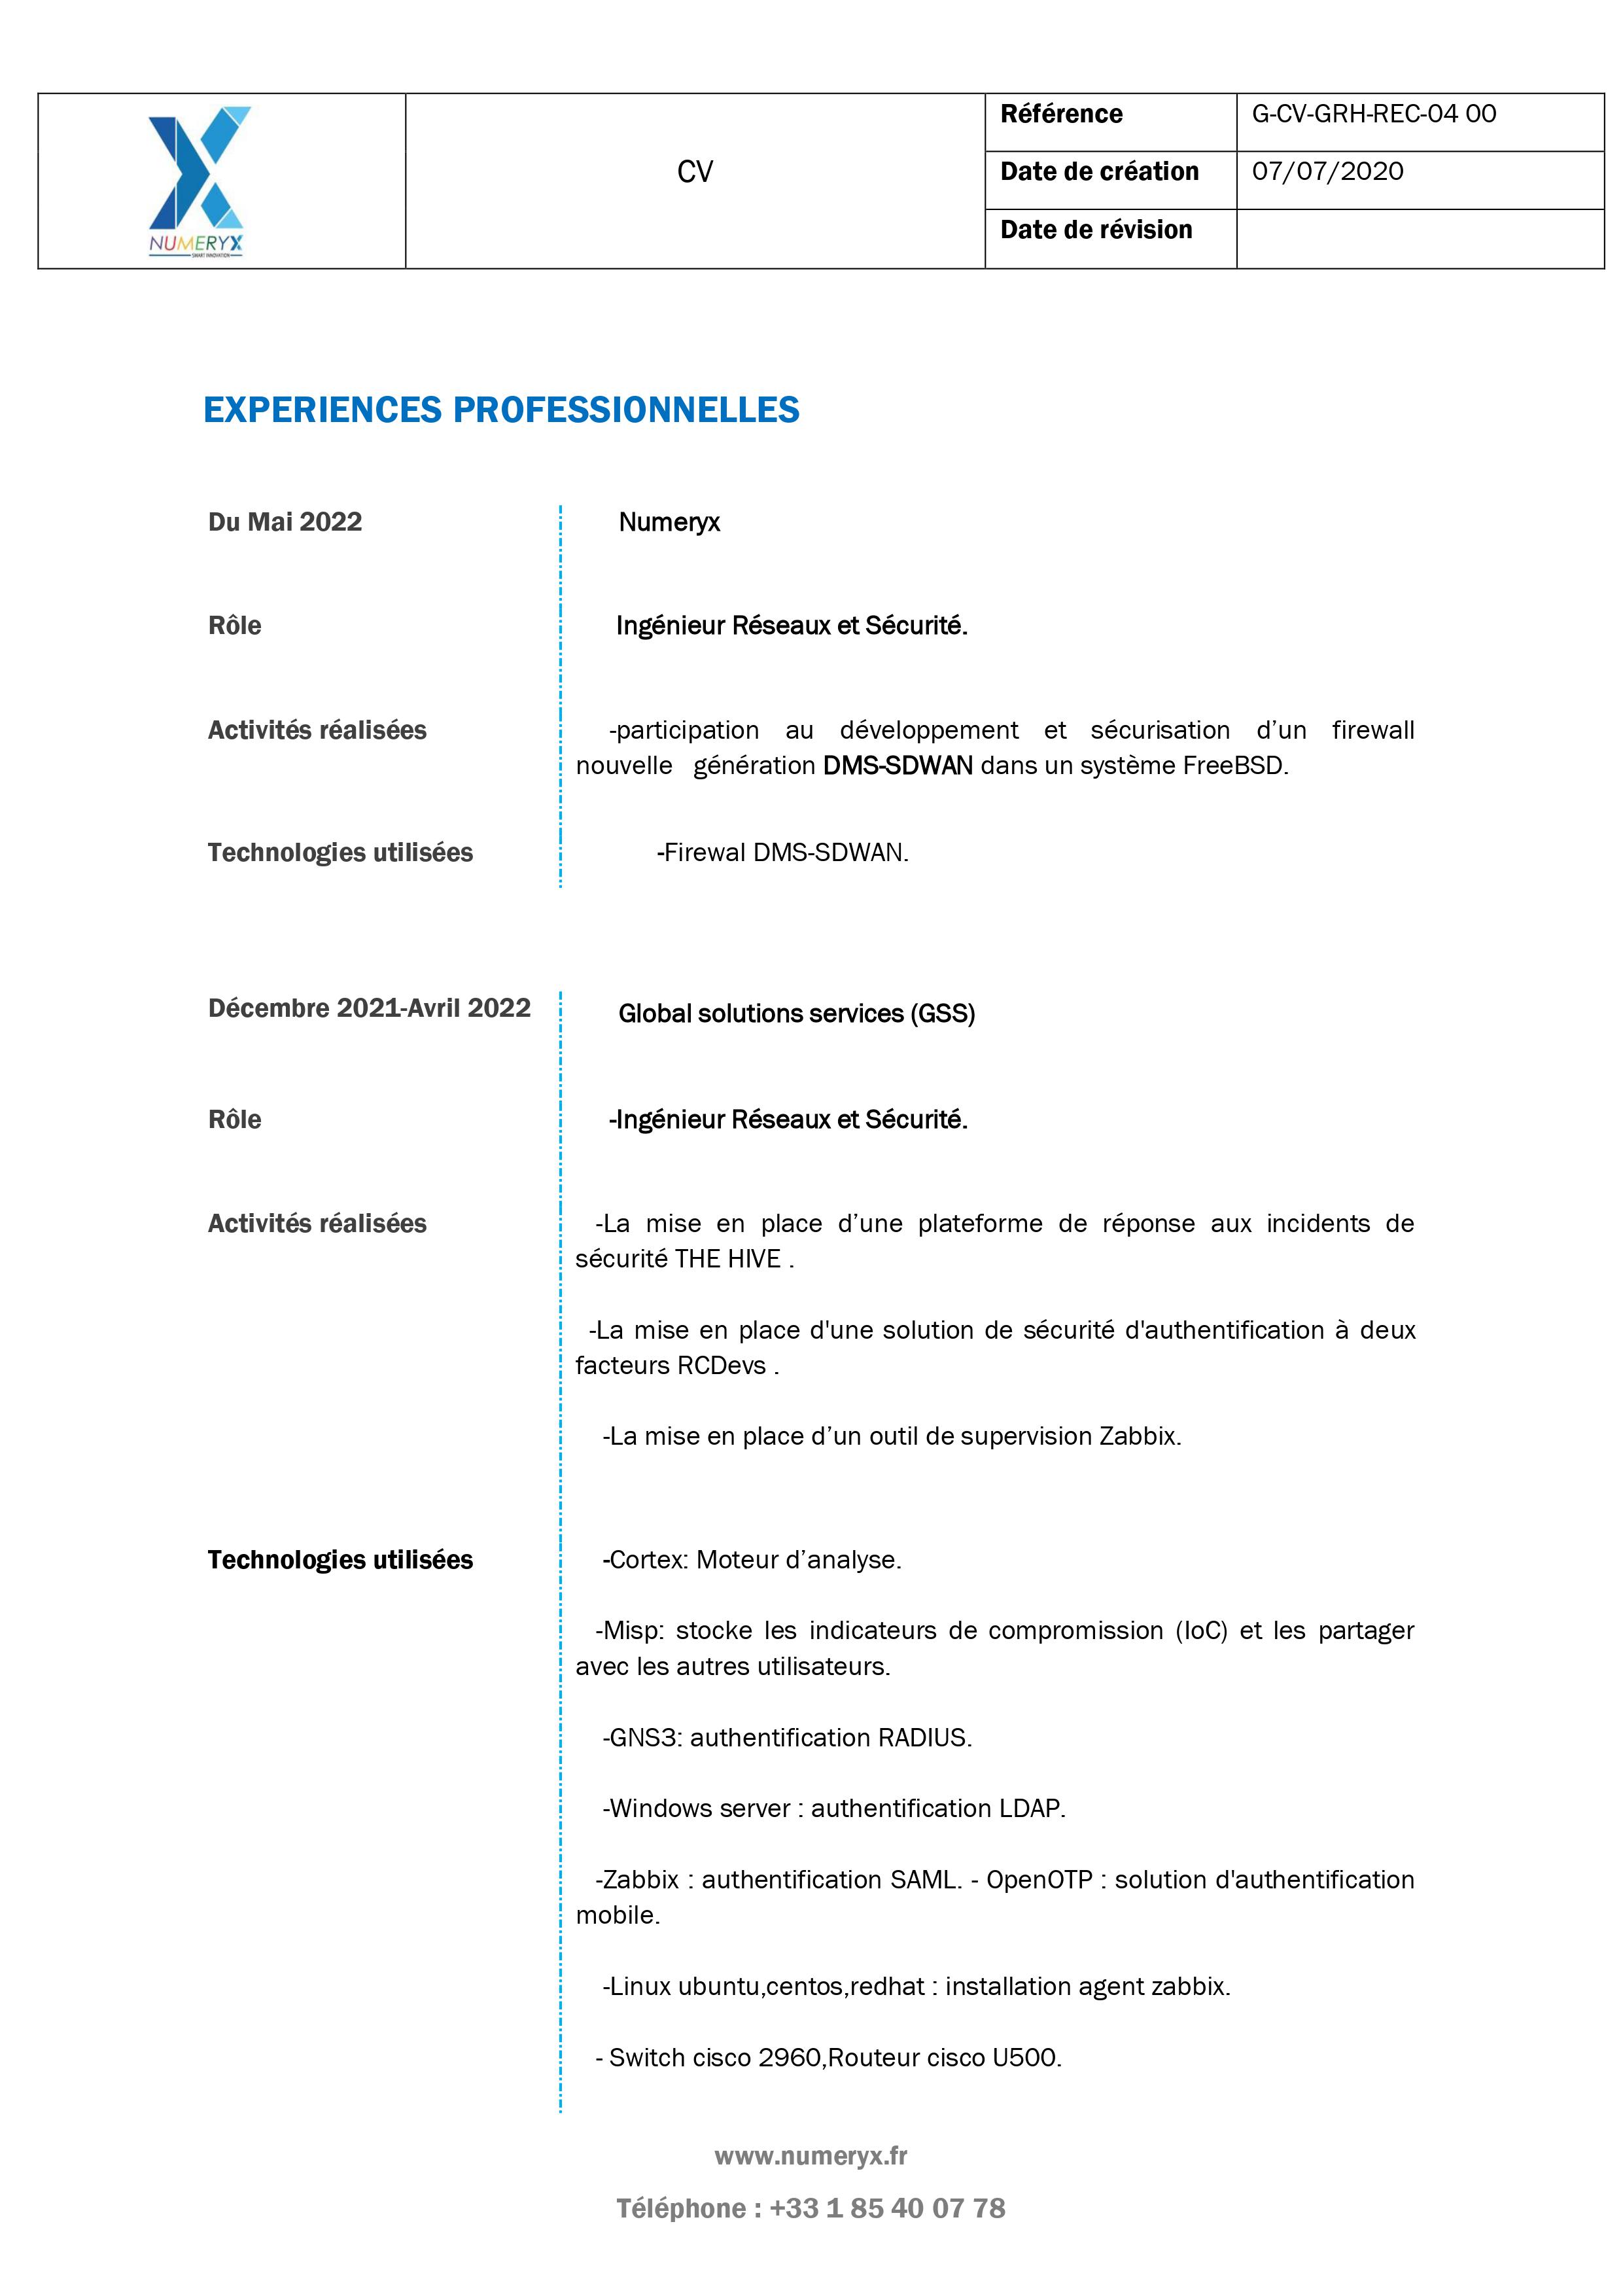 NUMERYX
SMART INNOVATION
CV
Référence
G-CV-GRH-REC-04 00
Date de création
07/07/2020
Date de révision
EXPERIENCES PROFESSIONNELLES
Du Mai 2022
Numeryx
Rôle
Ingénieur Réseaux et Sécurité.
Activités réalisées
-participation au développement et sécurisation d’un firewall
nouvelle génération DMS-SDWAN dans un système FreeBSD.
Technologies utilisées
-Firewal DMS-SDWAN.
Décembre 2021-Avril 2022
Global solutions services (GSS)
Rôle
-Ingénieur Réseaux et Sécurité.
Activités réalisées
-La mise en place d’une plateforme de réponse aux incidents de
sécurité THE HIVE .
-La mise en place d'une solution de sécurité d'authentification à deux
facteurs RCDevs .
-La mise en place d’un outil de supervision Zabbix.
Technologies utilisées
-Cortex: Moteur d’analyse.
-Misp: stocke les indicateurs de compromission (IoC) et les partager
avec les autres utilisateurs.
-GNS3: authentification RADIUS.
-Windows server : authentification LDAP.
-Zabbix : authentification SAML. - OpenOTP : solution d'authentification
mobile.
-Linux ubuntu,centos,redhat : installation agent zabbix.
- Switch cisco 2960,Routeur cisco U500.
www.numeryx.fr
Téléphone : +33 1 85 40 07 78